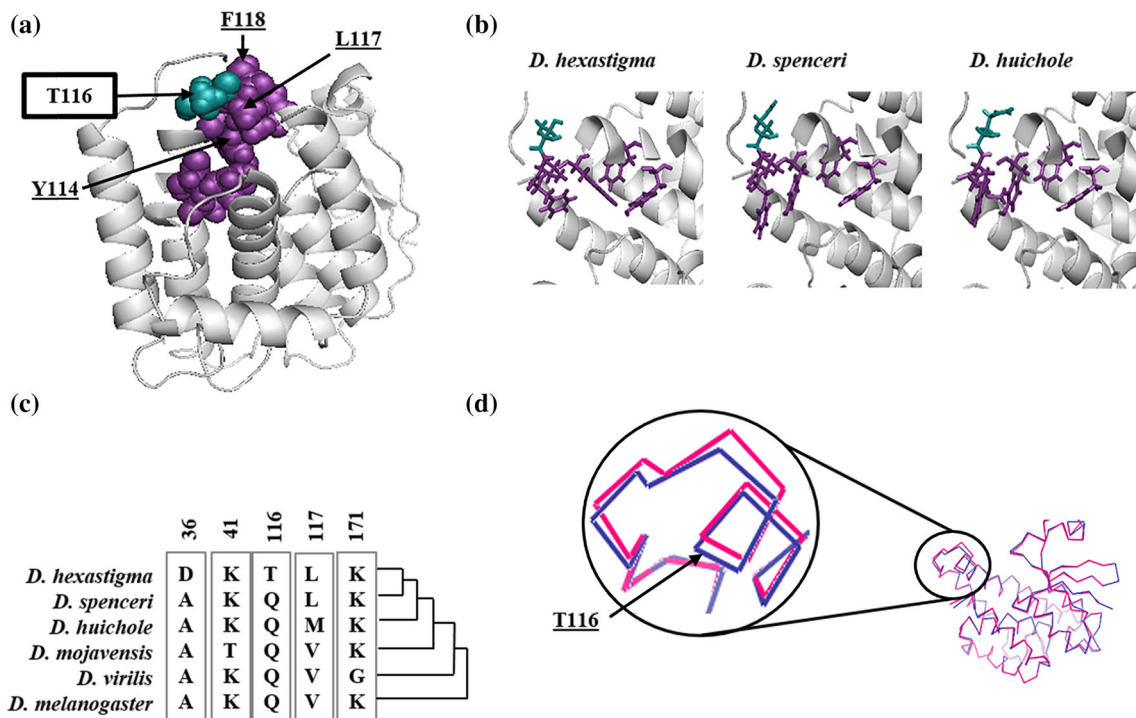 (a)
F118
L117
T116
Y114
(b)
D. hexastigma D. spenceri D. huichole
(c)
36 41 116 117 171
D. hexastigma D K T L K
D. spenceri A K Q L K
D. huichole A K Q M K
D. mojavensis A T Q V K
D. virilis A K Q V G
D. melanogaster A K Q V K
(d)
T116